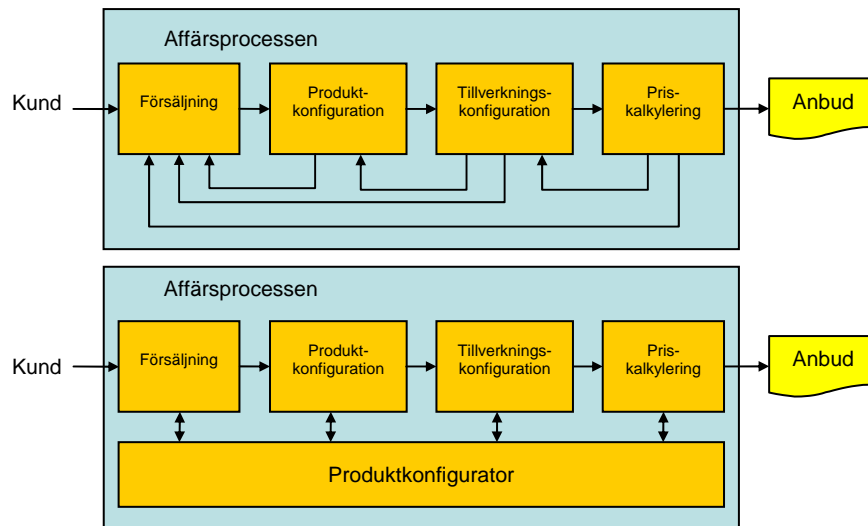 Affärsprocessen
Kund
Försäljning
Produkt-
konfiguration
Tillverknings-
konfiguration
Pris-
kalkylering
Anbud
Affärsprocessen
Kund
Försäljning
Produkt-
konfiguration
Tillverknings-
konfiguration
Pris-
kalkylering
Anbud
Produktkonfigurator